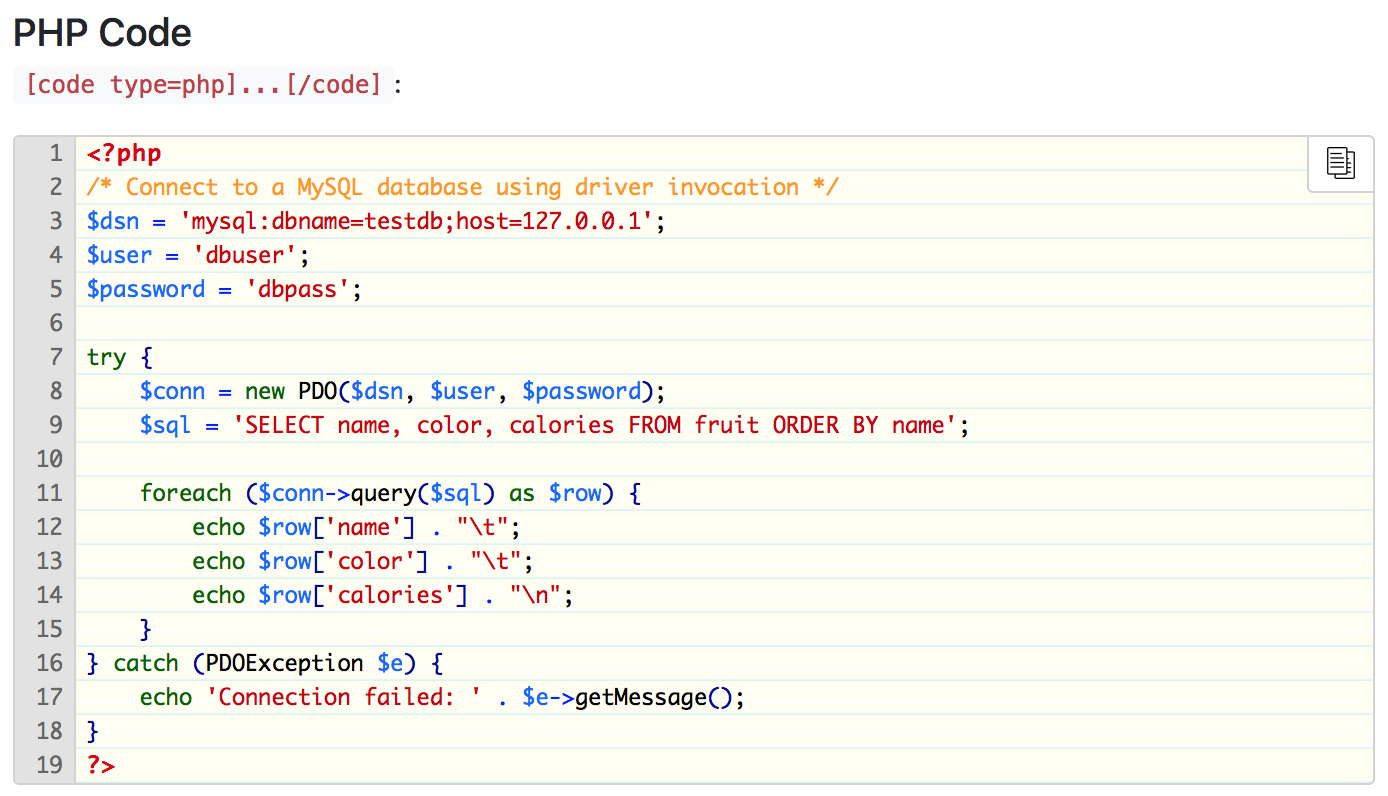 PHP Code
[code type=php]...[/code] :
1 <?php
2 /* Connect to a MySQL database using driver invocation */
3 $dsn = 'mysql:dbname=testdb;host=127.0.0.1';
4 $user = 'dbuser';
5 $password = 'dbpass';
6
7 try {
8     $conn = new PDO($dsn, $user, $password);
9     $sql = 'SELECT name, color, calories FROM fruit ORDER BY name';
10
11     foreach ($conn->query($sql) as $row) {
12         echo $row['name'] . "\t";
13         echo $row['color'] . "\t";
14         echo $row['calories'] . "\n";
15     }
16 } catch (PDOException $e) {
17     echo 'Connection failed: ' . $e->getMessage();
18 }
19 ?>